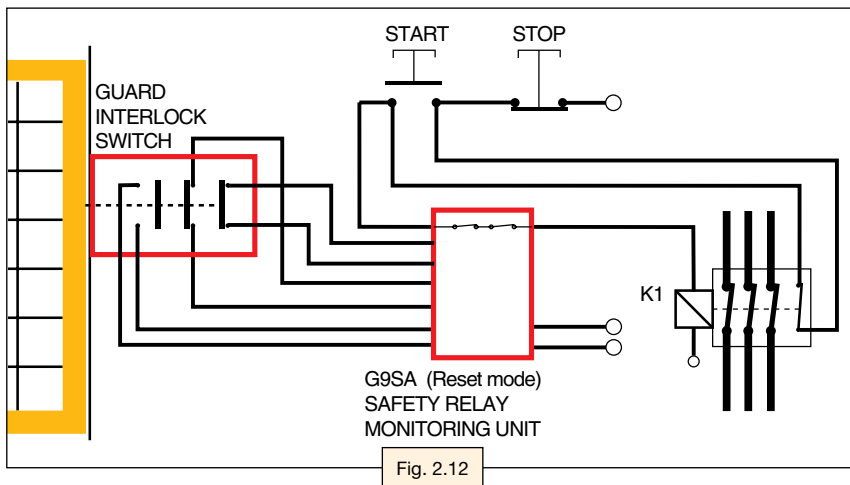 START
STOP
GUARD
INTERLOCK
SWITCH
K1
G9SA (Reset mode)
SAFETY RELAY
MONITORING UNIT
Fig. 2.12